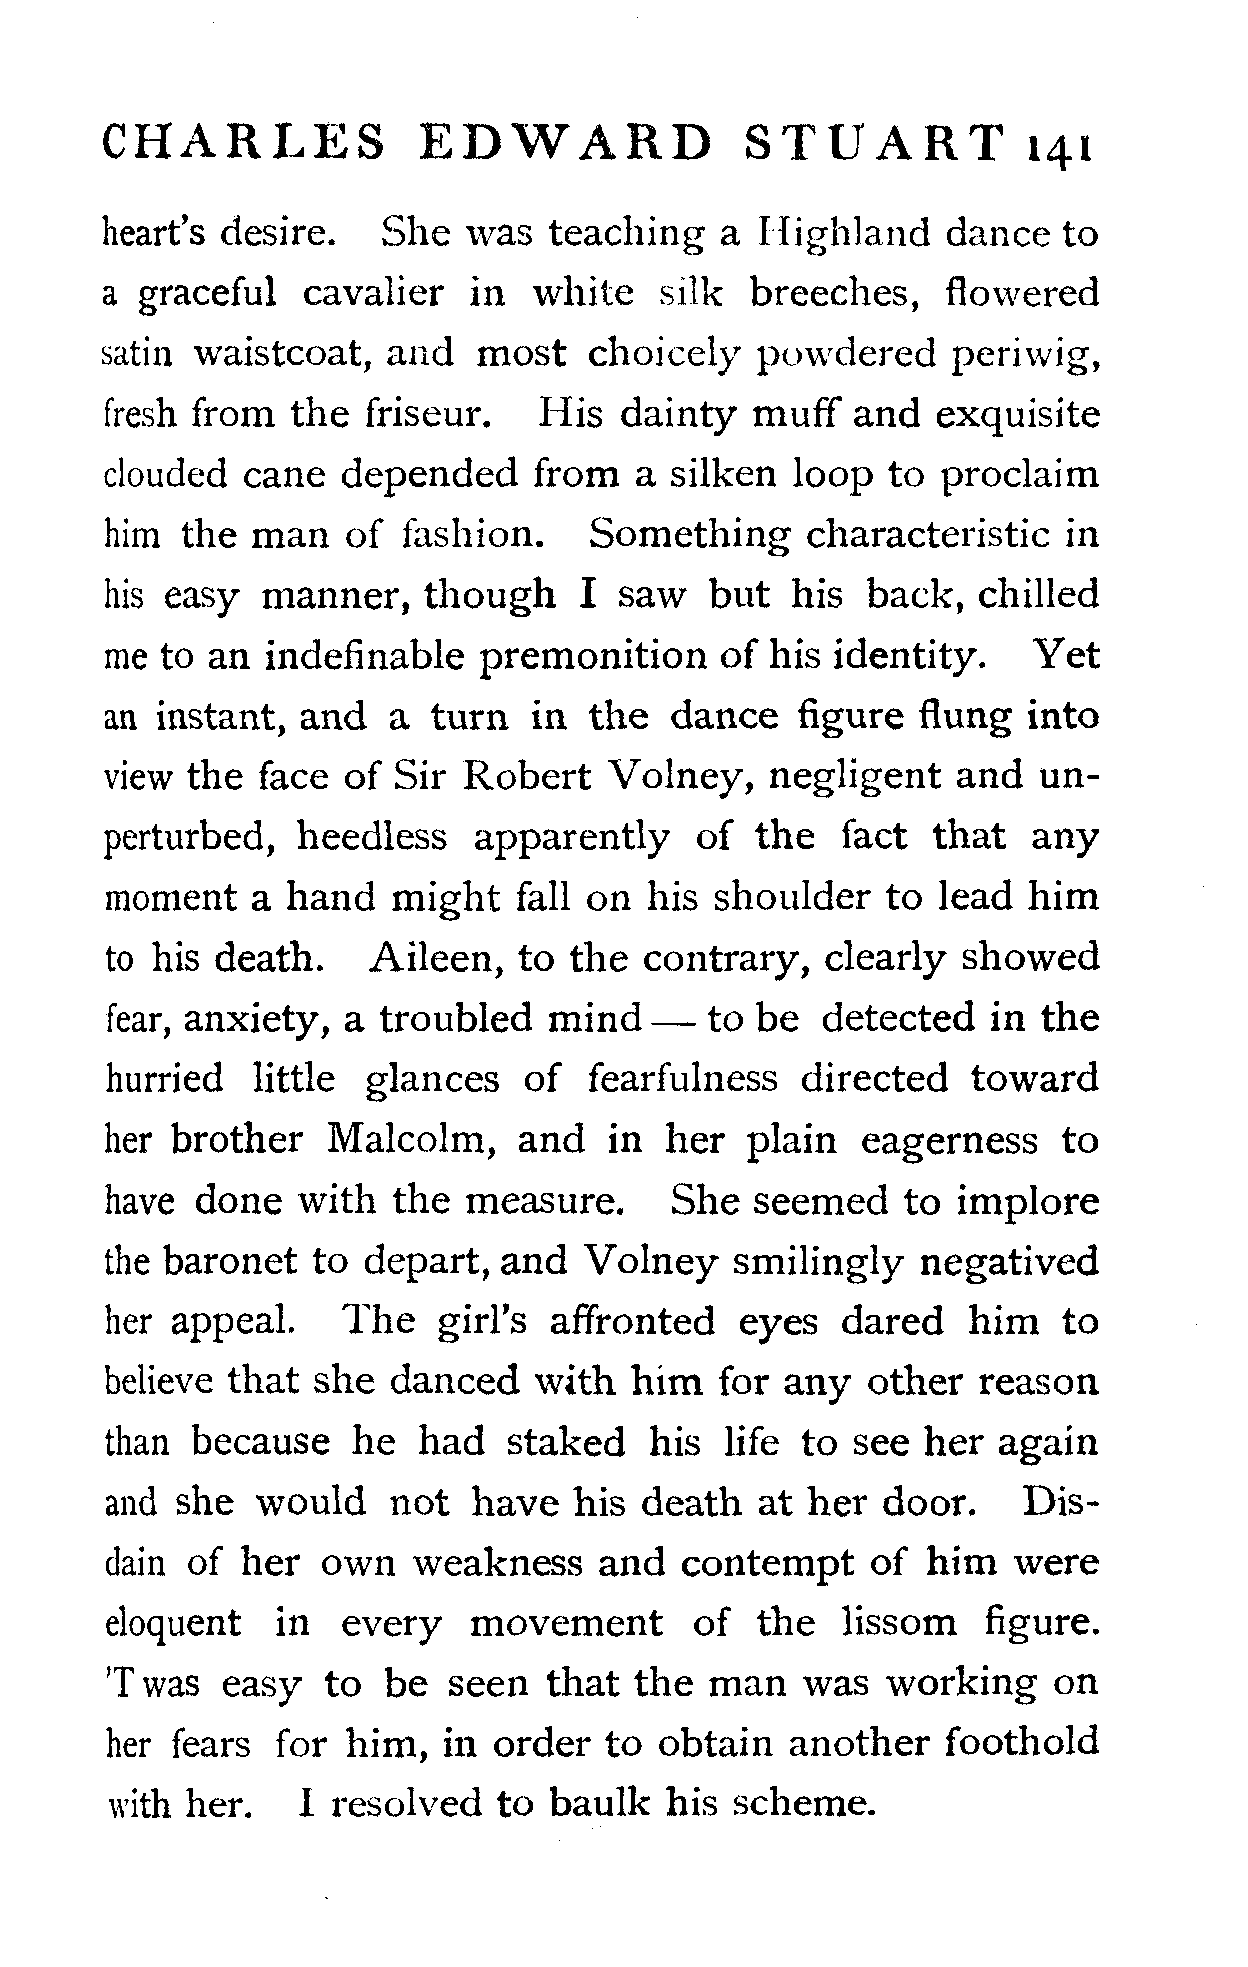 CHARLES EDWARD STUART 141
heart's desire. She was teaching a Highland dance to
a graceful cavalier in white silk breeches, flowered
satin waistcoat, and most choicely powdered periwig,
fresh from the friseur. His dainty muff and exquisite
clouded cane depended from a silken loop to proclaim
him the man of fashion. Something characteristic in
his easy manner, though I saw but his back, chilled
me to an indefinable premonition of his identity. Yet
an instant, and a turn in the dance figure flung into
view the face of Sir Robert Volney, negligent and un-
perturbed, heedless apparently of the fact that any
moment a hand might fall on his shoulder to lead him
to his death. Aileen, to the contrary, clearly showed
fear, anxiety, a troubled mind — to be detected in the
hurried little glances of fearfulness directed toward
her brother Malcolm, and in her plain eagerness to
have done with the measure. She seemed to implore
the baronet to depart, and Volney smilingly negatived
her appeal. The girl's affronted eyes dared him to
believe that she danced with him for any other reason
than because he had staked his life to see her again
and she would not have his death at her door. Dis-
dain of her own weakness and contempt of him were
eloquent in every movement of the lissom figure.
'T was easy to be seen that the man was working on
her fears for him, in order to obtain another foothold
with her. I resolved to baulk his scheme.